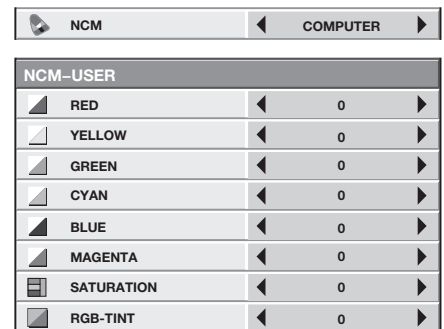 NCM COMPUTER
NCM–USER
RED 0
YELLOW 0
GREEN 0
CYAN 0
BLUE 0
MAGENTA 0
SATURATION 0
RGB-TINT 0